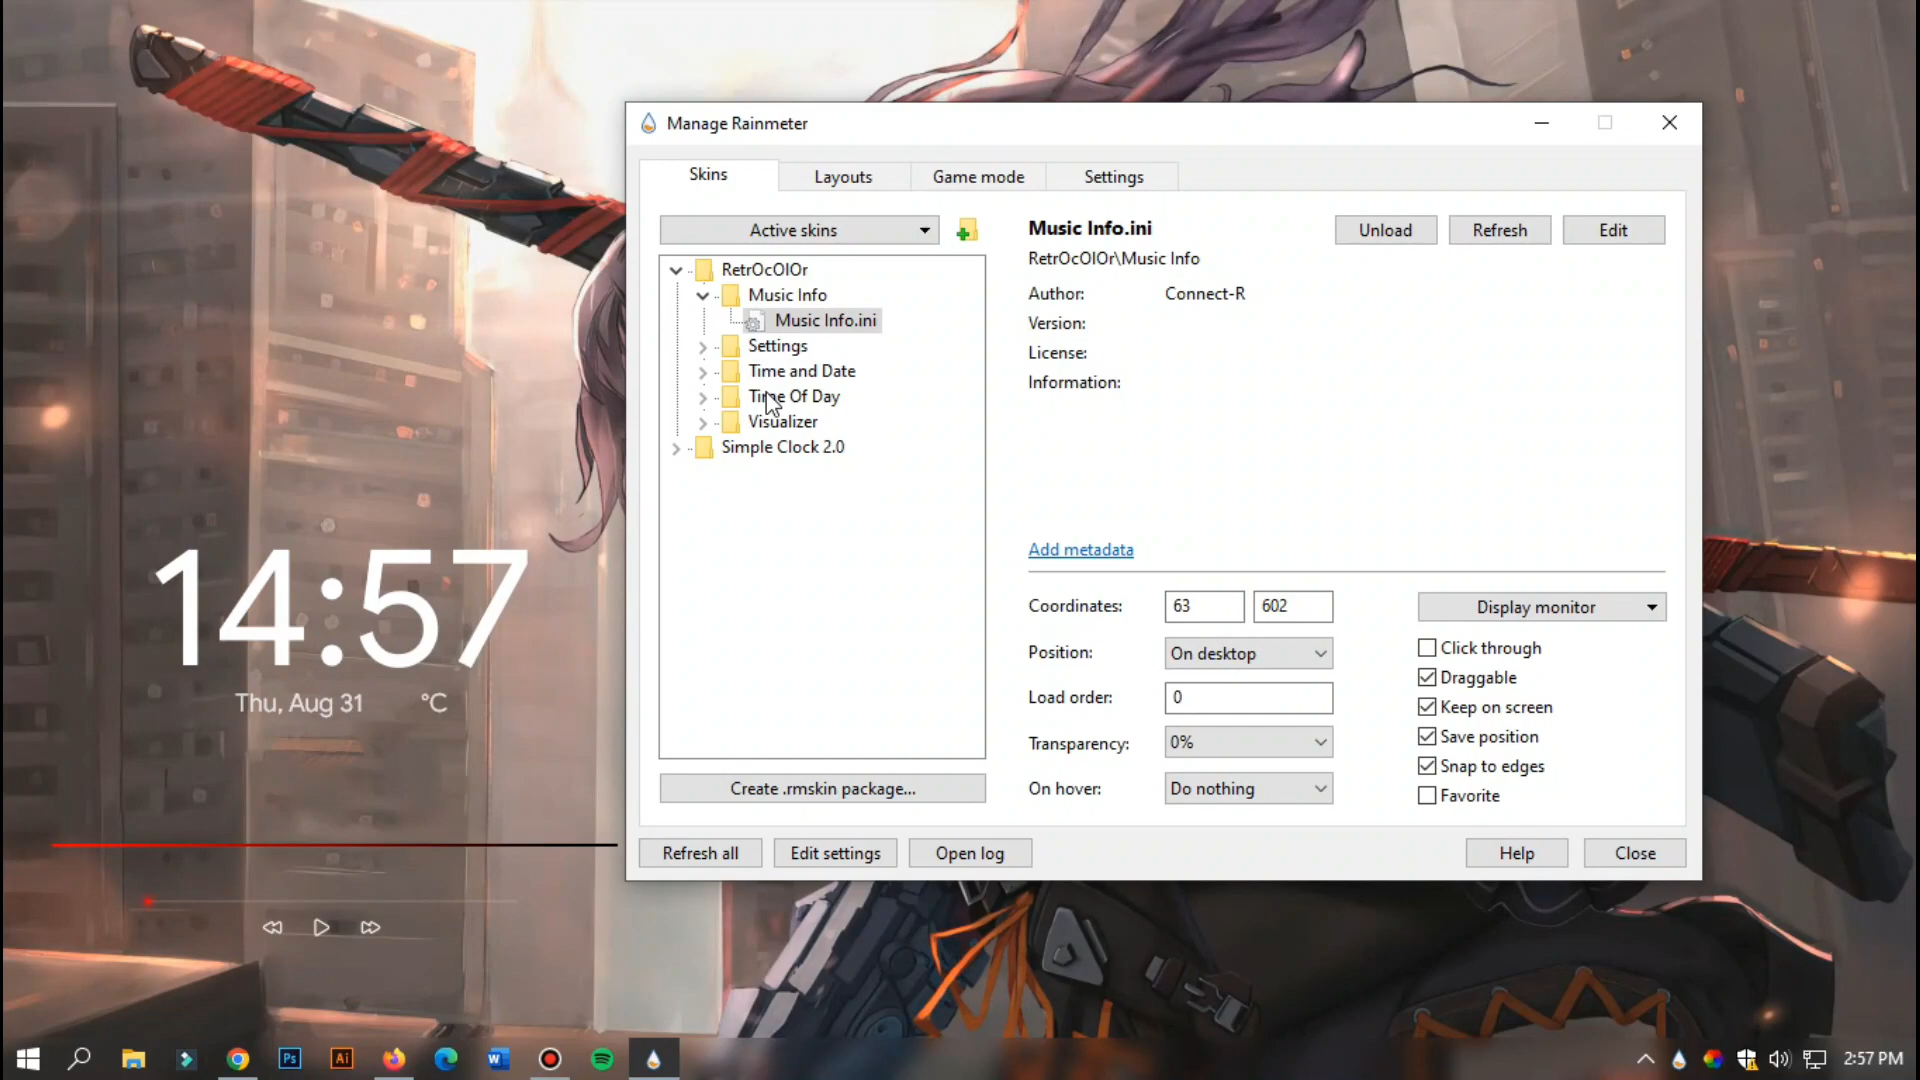 Manage Rainmeter
Skins
Layouts
Game mode
Settings
Active skins
RetrOcOlOr
Music Info
Music Info.ini
Settings
Time and Date
Time Of Day
Visualizer
Simple Clock 2.0
Create .rmskin package...
Music Info.ini
RetrOcOlOr\Music Info
Unload
Refresh
Edit
Author: Connect-R
Version:
License:
Information:
Add metadata
Coordinates: 63 602
Position: On desktop
Load order: 0
Transparency: 0%
On hover: Do nothing
Display monitor
Click through
Draggable
Keep on screen
Save position
Snap to edges
Favorite
Refresh all
Edit settings
Open log
Help
Close
14:57
Thu, Aug 31 °C
Ps
Ai
W
2:57 PM